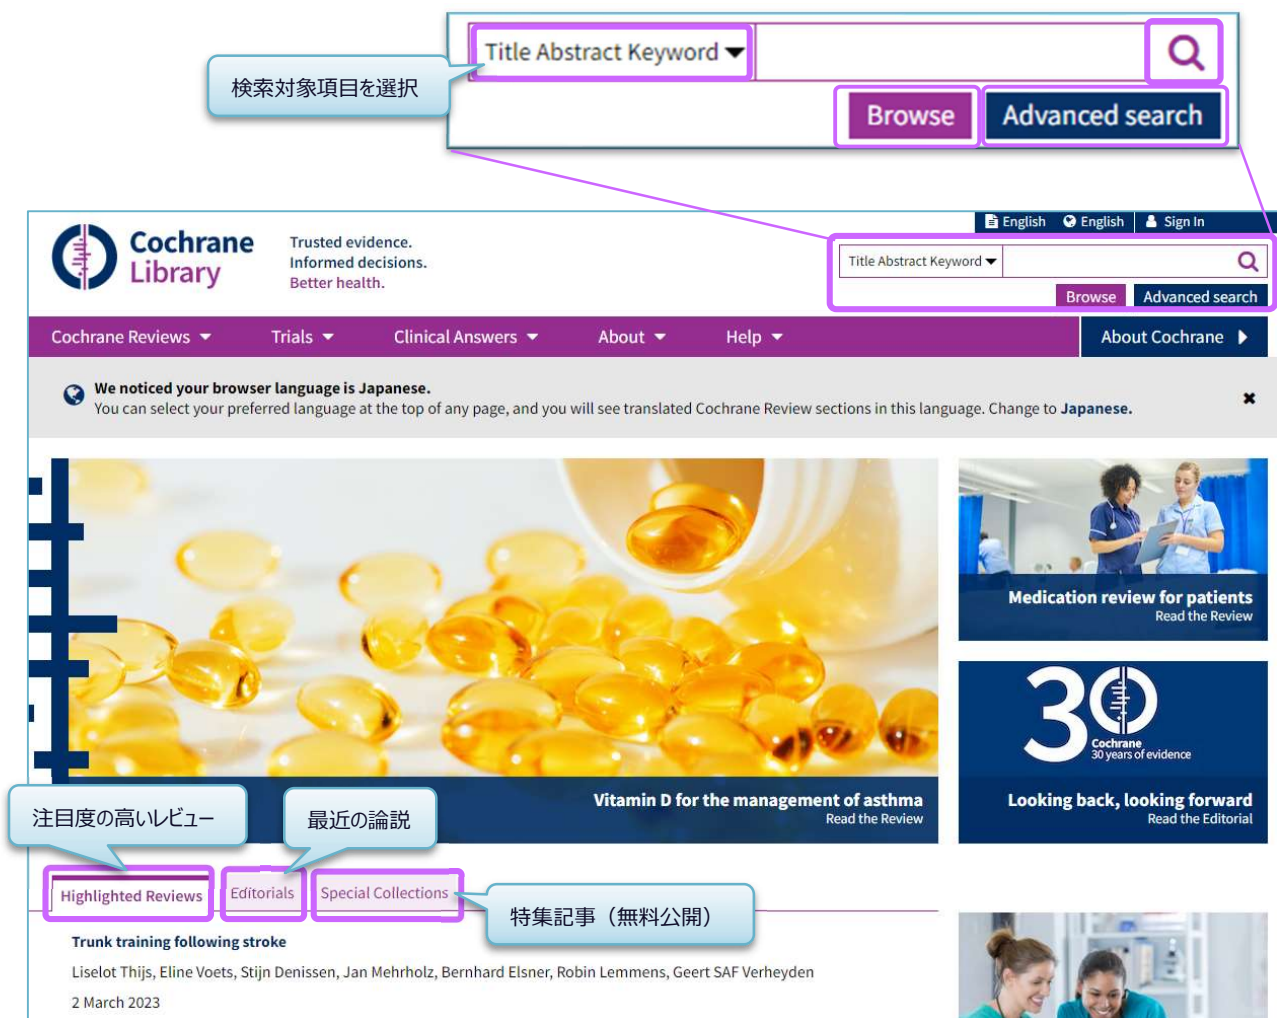 Title Abstract Keyword
検索対象項目を選択
Browse
Advanced search
English
English
Sign In
Cochrane
Library
Trusted evidence.
Informed decisions.
Better health.
Title Abstract Keyword
Browse
Advanced search
Cochrane Reviews
Trials
Clinical Answers
About
Help
About Cochrane
We noticed your browser language is Japanese.
You can select your preferred language at the top of any page, and you will see translated Cochrane Review sections in this language. Change to Japanese.
Medication review for patients
Read the Review
30
Cochrane
30 years of evidence
Vitamin D for the management of asthma
Read the Review
Looking back, looking forward
Read the Editorial
注目度の高いレビュー
最近の論説
Highlighted Reviews
Editorials
Special Collections
特集記事（無料公開）
Trunk training following stroke
Liselot Thijs, Eline Voets, Stijn Denissen, Jan Mehrholz, Bernhard Elsner, Robin Lemmens, Geert SAF Verheyden
2 March 2023